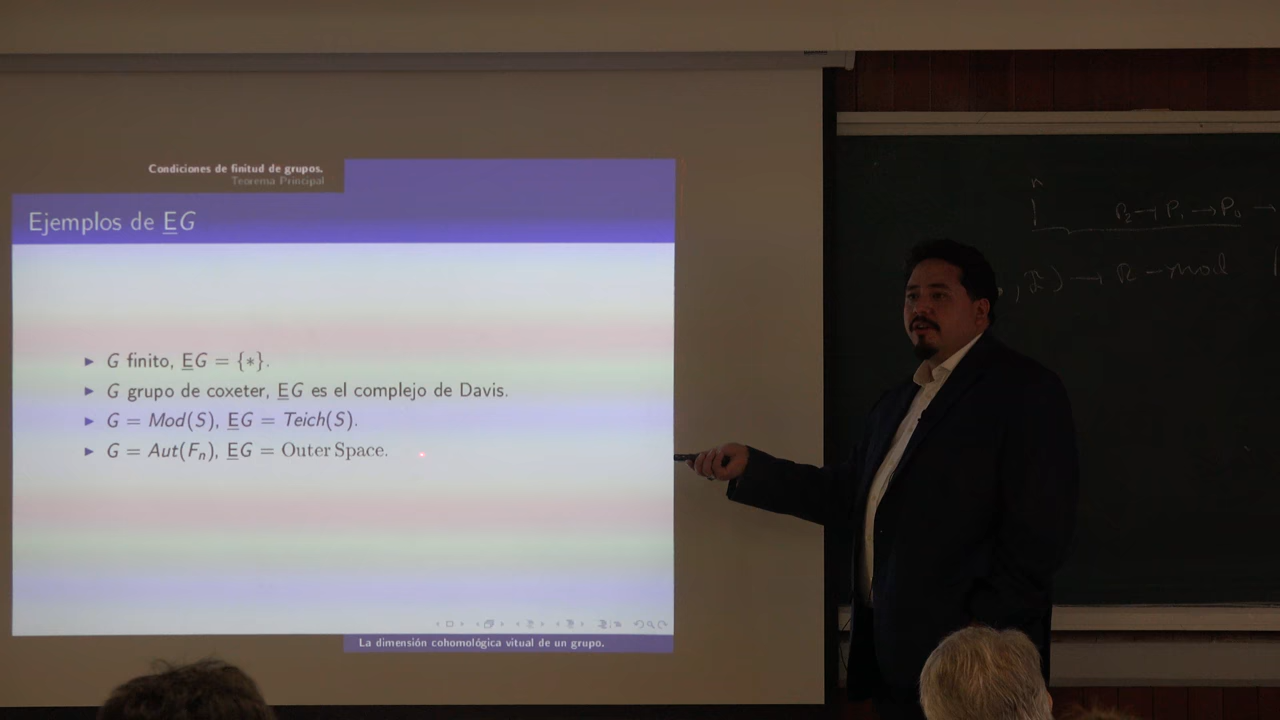 Condiciones de finitud de grupos.
Teorema Principal
Ejemplos de E̲G
▶ G finito, E̲G = {∗}.
▶ G grupo de coxeter, E̲G es el complejo de Davis.
▶ G = Mod(S), E̲G = Teich(S).
▶ G = Aut(Fₙ), E̲G = Outer Space.
La dimensión cohomológica vitual de un grupo.
n
P₂ → P₁ → P₀ →
, ℤ) → R - mod